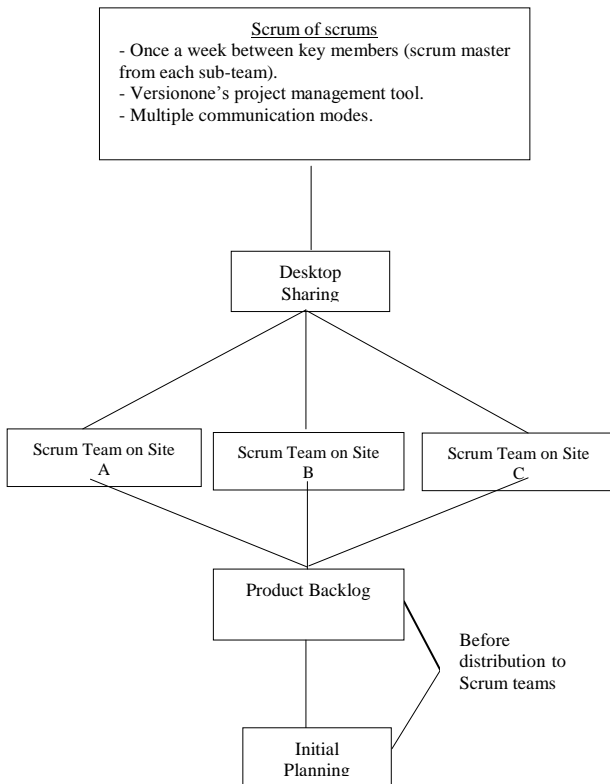 Scrum of scrums
- Once a week between key members (scrum master
from each sub-team).
- Versionone's project management tool.
- Multiple communication modes.
Desktop
Sharing
Scrum Team on Site
A
Scrum Team on Site
B
Scrum Team on Site
C
Product Backlog
Before
distribution to
Scrum teams
Initial
Planning